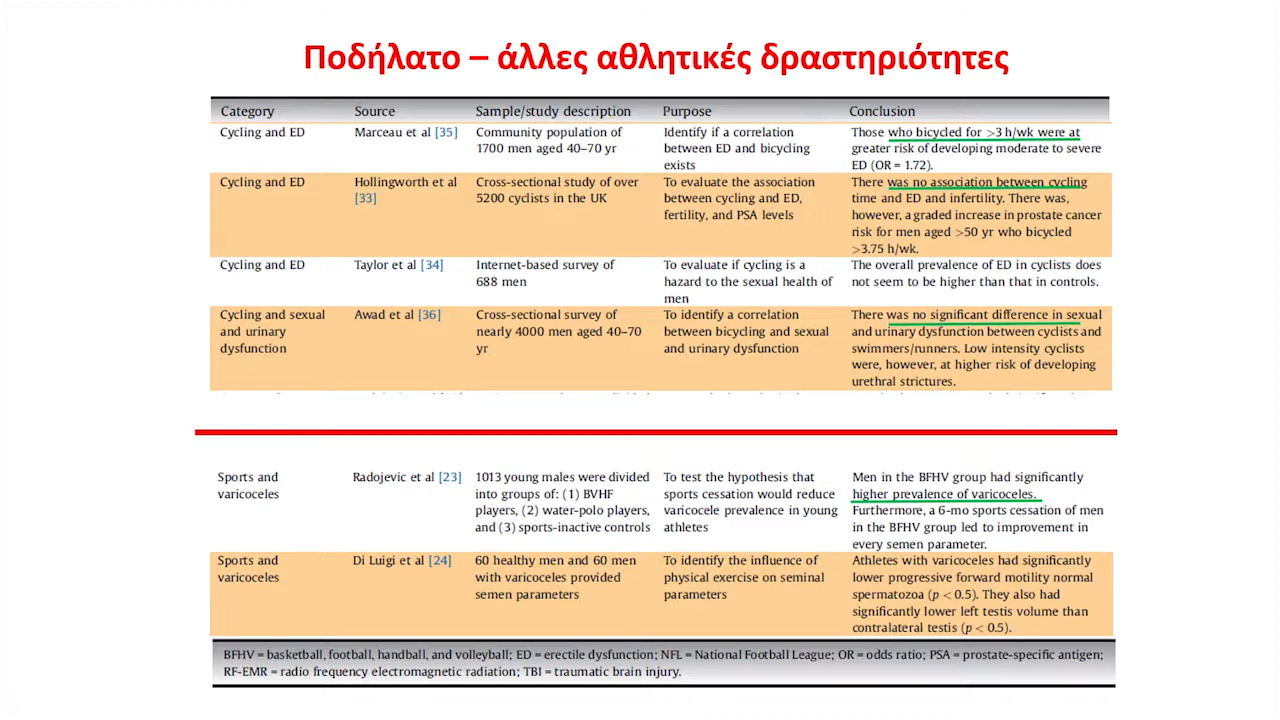 Ποδήλατο – άλλες αθλητικές δραστηριότητες
Category Source Sample/study description Purpose Conclusion
Cycling and ED Marceau et al [35] Community population of Identify if a correlation Those who bicycled for >3 h/wk were at
1700 men aged 40–70 yr between ED and bicycling greater risk of developing moderate to severe
exists ED (OR = 1.72).
Cycling and ED Hollingworth et al Cross-sectional study of over To evaluate the association There was no association between cycling
[33] 5200 cyclists in the UK between cycling and ED, time and ED and infertility. There was,
fertility, and PSA levels however, a graded increase in prostate cancer
risk for men aged >50 yr who bicycled
>3.75 h/wk.
Cycling and ED Taylor et al [34] Internet-based survey of To evaluate if cycling is a The overall prevalence of ED in cyclists does
688 men hazard to the sexual health of not seem to be higher than that in controls.
men
Cycling and sexual Awad et al [36] Cross-sectional survey of To identify a correlation There was no significant difference in sexual
and urinary nearly 4000 men aged 40–70 between bicycling and sexual and urinary dysfunction between cyclists and
dysfunction yr and urinary dysfunction swimmers/runners. Low intensity cyclists
were, however, at higher risk of developing
urethral strictures.
Sports and Radojevic et al [23] 1013 young males were divided To test the hypothesis that Men in the BFHV group had significantly
varicoceles into groups of: (1) BVHF sports cessation would reduce higher prevalence of varicoceles.
players, (2) water-polo players, varicocele prevalence in young Furthermore, a 6-mo sports cessation of men
and (3) sports-inactive controls athletes in the BFHV group led to improvement in
every semen parameter.
Sports and Di Luigi et al [24] 60 healthy men and 60 men To identify the influence of Athletes with varicoceles had significantly
varicoceles with varicoceles provided physical exercise on seminal lower progressive forward motility normal
semen parameters parameters spermatozoa (p < 0.5). They also had
significantly lower left testis volume than
contralateral testis (p < 0.5).
BFHV = basketball, football, handball, and volleyball; ED = erectile dysfunction; NFL = National Football League; OR = odds ratio; PSA = prostate-specific antigen;
RF-EMR = radio frequency electromagnetic radiation; TBI = traumatic brain injury.